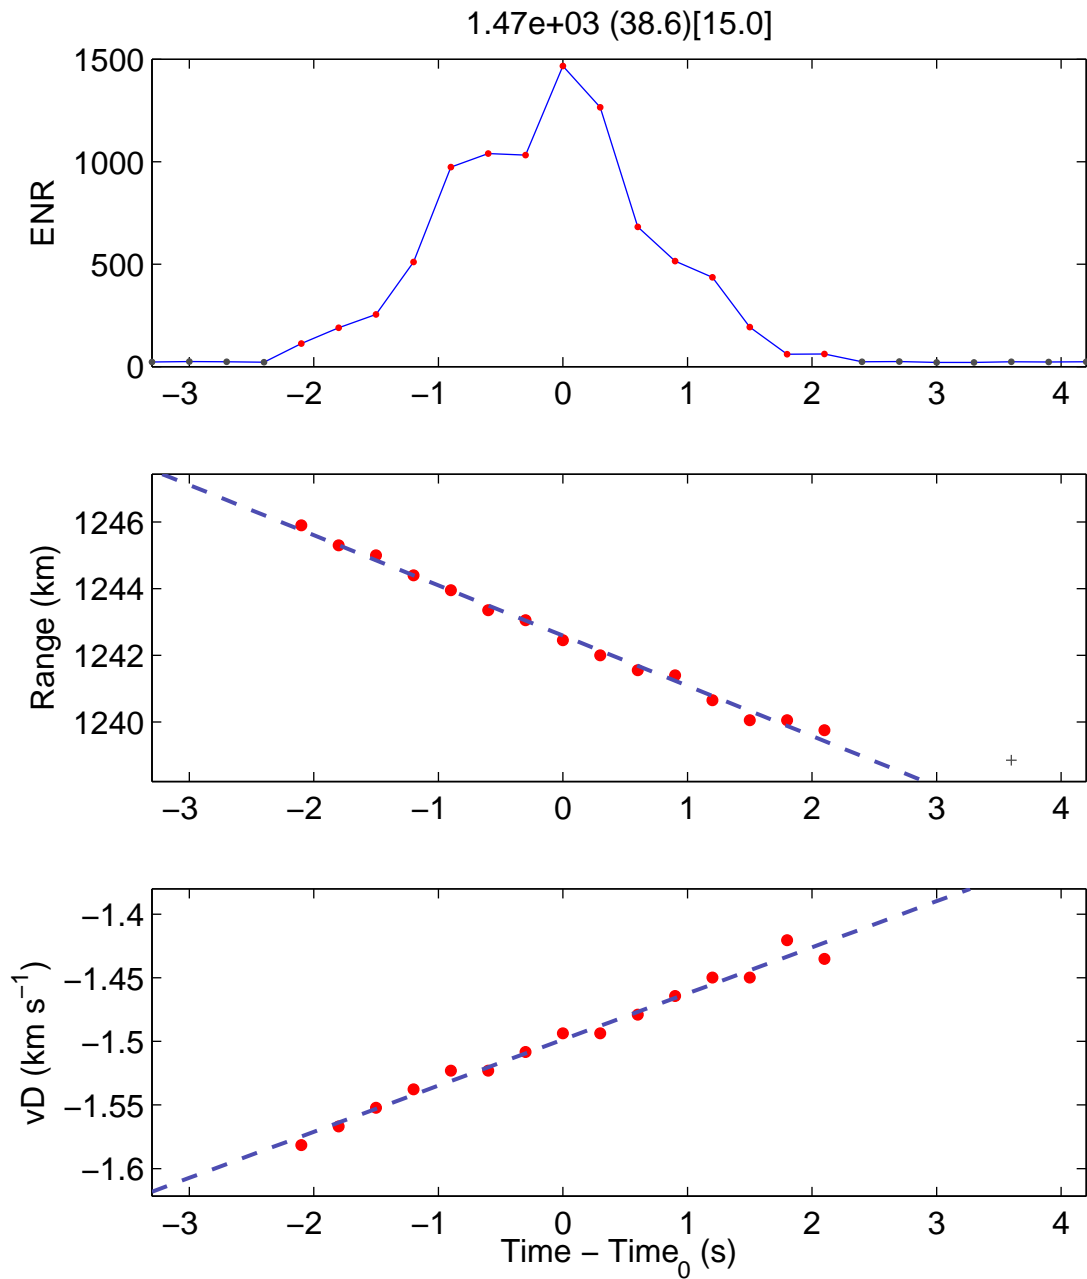 1.47e+03 (38.6)[15.0]
1500
1000
500
0
ENR
−3 −2 −1 0 1 2 3 4
1246
1244
1242
1240
Range (km)
−3 −2 −1 0 1 2 3 4
−1.4
−1.45
−1.5
−1.55
−1.6
vD (km s⁻¹)
−3 −2 −1 0 1 2 3 4
Time − Time₀ (s)